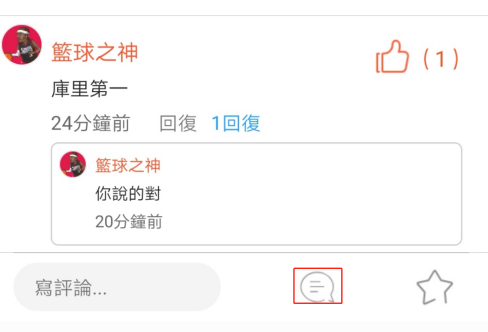 籃球之神
(1)
庫里第一
24分鐘前 回復 1回復
籃球之神
你說的對
20分鐘前
寫評論...